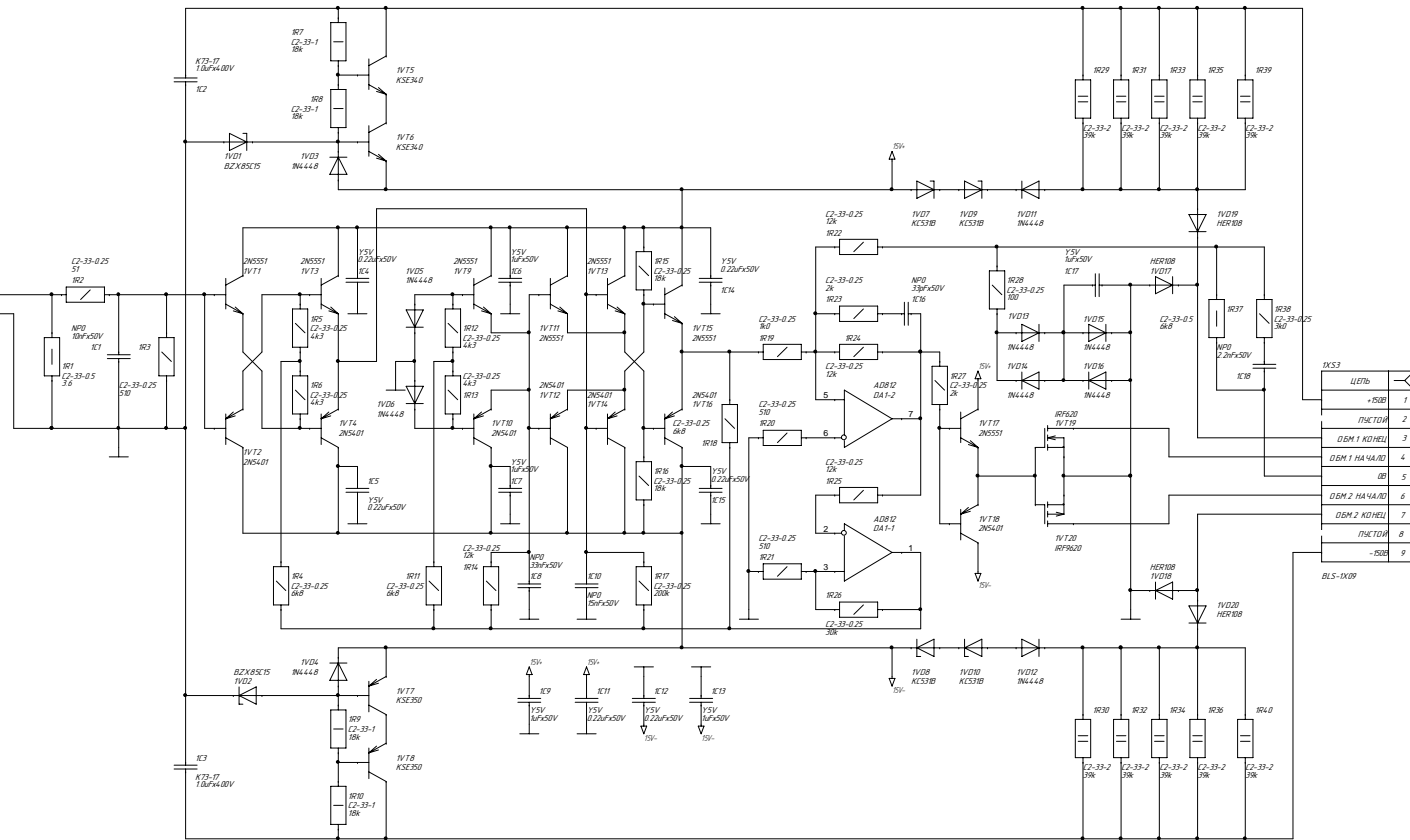 1R7
C2-33-1
18k
K73-17
1.0uFx400V
1C2
1VT5
KSE340
1R8
C2-33-1
18k
1VT6
KSE340
1VD1
BZX85C15
1VD3
1N4448
15V+
1VD7
KC531B
1VD9
KC531B
1VD11
1N4448
1R29
C2-33-2
39k
1R31
C2-33-2
39k
1R33
C2-33-2
39k
1R35
C2-33-2
39k
1R39
C2-33-2
39k
1VD19
HER108
C2-33-0.25
51
1R2
1R1
C2-33-0.5
3.6
NP0
10nFx50V
1C1
1R3
C2-33-0.25
510
2N5551
1VT1
1VT2
2N5401
2N5551
1VT3
1R5
C2-33-0.25
4k3
1R6
C2-33-0.25
4k3
1VT4
2N5401
Y5V
0.22uFx50V
1C4
1C5
Y5V
0.22uFx50V
1VD5
1N4448
1VD6
1N4448
2N5551
1VT9
1R12
C2-33-0.25
4k3
C2-33-0.25
4k3
1R13
1VT10
2N5401
Y5V
1uFx50V
1C6
Y5V
1uFx50V
1C7
1VT11
2N5551
2N5401
1VT12
2N5551
1VT13
2N5401
1VT14
1R15
C2-33-0.25
18k
1VT15
2N5551
2N5401
1VT16
C2-33-0.25
6k8
1R18
1R16
C2-33-0.25
18k
Y5V
0.22uFx50V
1C14
Y5V
0.22uFx50V
1C15
1R4
C2-33-0.25
6k8
1R11
C2-33-0.25
6k8
C2-33-0.25
12k
1R14
NP0
33nFx50V
1C8
1C10
NP0
15nFx50V
1R17
C2-33-0.25
200k
C2-33-0.25
12k
1R22
C2-33-0.25
2k
1R23
NP0
33pFx50V
1C16
C2-33-0.25
1k0
1R19
1R24
C2-33-0.25
12k
AD812
DA1-2
5
6
7
C2-33-0.25
510
1R20
C2-33-0.25
12k
1R25
AD812
DA1-1
2
3
1
C2-33-0.25
510
1R21
1R26
C2-33-0.25
30k
1R27
C2-33-0.25
2k
15V+
1VT17
2N5551
1VT18
2N5401
15V-
1R28
C2-33-0.25
100
Y5V
1uFx50V
1C17
HER108
1VD17
1VD13
1N4448
1VD15
1N4448
1VD14
1N4448
1VD16
1N4448
IRF620
1VT19
1VT20
IRF9620
C2-33-0.5
6k8
1R37
NP0
2.2nFx50V
1C18
1R38
C2-33-0.25
3k0
1XS3
ЦЕПЬ
+150В 1
ПУСТОЙ 2
ОБМ.1 КОНЕЦ 3
ОБМ.1 НАЧАЛО 4
0В 5
ОБМ.2 НАЧАЛО 6
ОБМ.2 КОНЕЦ 7
ПУСТОЙ 8
-150В 9
BLS-1X09
HER108
1VD18
1VD20
HER108
BZX85C15
1VD2
1VD4
1N4448
1VT7
KSE350
1R9
C2-33-1
18k
1VT8
KSE350
1C3
K73-17
1.0uFx400V
1R10
C2-33-1
18k
15V+
1C9
Y5V
1uFx50V
15V+
1C11
Y5V
0.22uFx50V
1C12
Y5V
0.22uFx50V
15V-
1C13
Y5V
1uFx50V
15V-
15V-
1VD8
KC531B
1VD10
KC531B
1VD12
1N4448
1R30
C2-33-2
39k
1R32
C2-33-2
39k
1R34
C2-33-2
39k
1R36
C2-33-2
39k
1R40
C2-33-2
39k